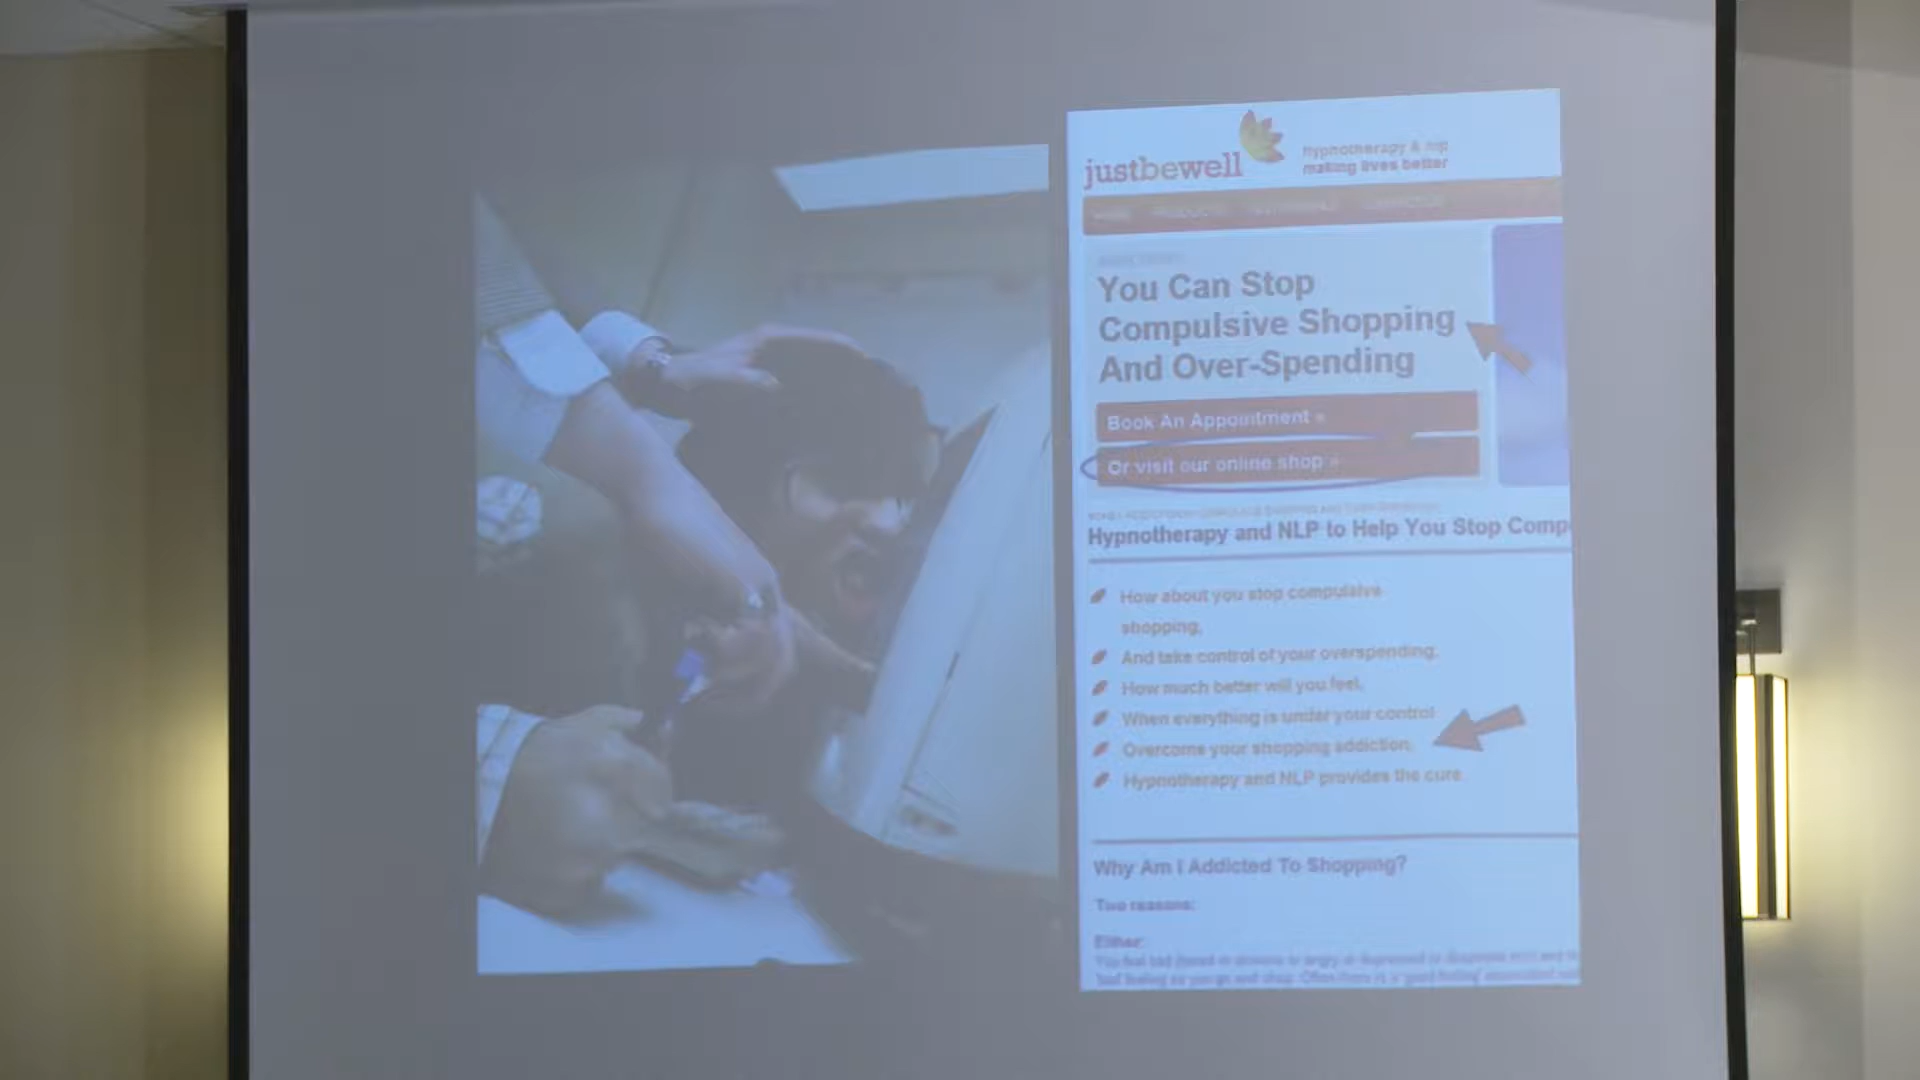 justbewell
hypnotherapy & nlp
making lives better
You Can Stop
Compulsive Shopping
And Over-Spending
Book An Appointment »
Or visit our online shop »
Hypnotherapy and NLP to Help You Stop Comp
How about you stop compulsive
shopping,
And take control of your overspending;
How much better will you feel,
When everything is under your control
Overcome your shopping addiction;
Hypnotherapy and NLP provides the cure
Why Am I Addicted To Shopping?
Two reasons:
Either: